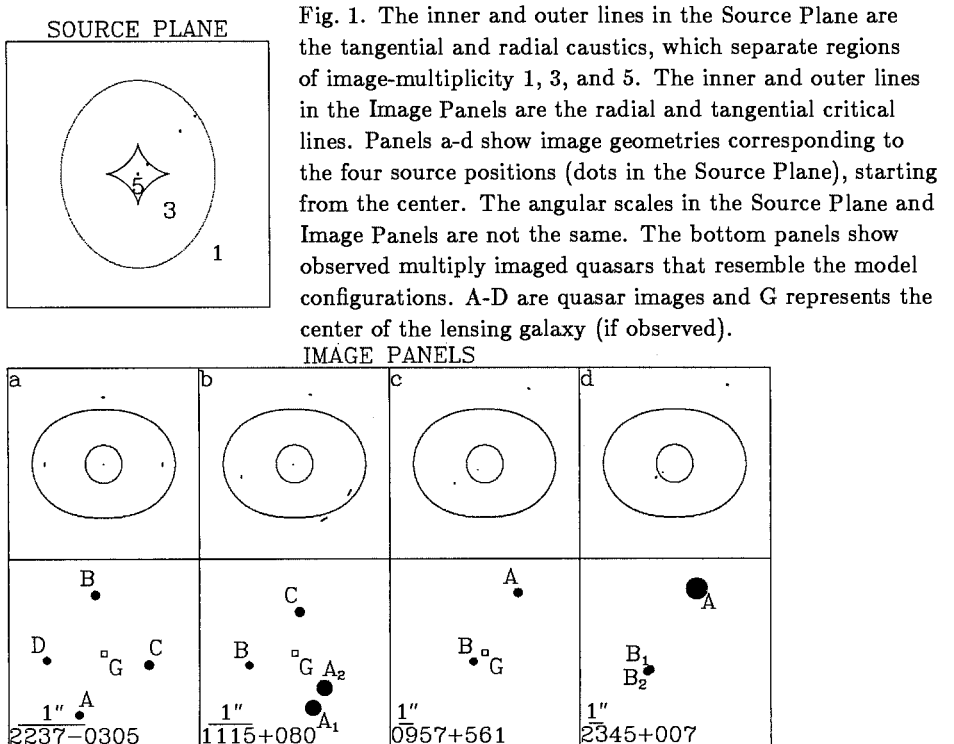 SOURCE PLANE
5
3
1
Fig. 1. The inner and outer lines in the Source Plane are
the tangential and radial caustics, which separate regions
of image-multiplicity 1, 3, and 5. The inner and outer lines
in the Image Panels are the radial and tangential critical
lines. Panels a-d show image geometries corresponding to
the four source positions (dots in the Source Plane), starting
from the center. The angular scales in the Source Plane and
Image Panels are not the same. The bottom panels show
observed multiply imaged quasars that resemble the model
configurations. A-D are quasar images and G represents the
center of the lensing galaxy (if observed).
IMAGE PANELS
a
b
c
d
B
D
C
G
A
1"
2237-0305
C
B
G
A₂
A₁
1"
1115+080
A
B
G
1"
0957+561
A
B₁
B₂
1"
2345+007